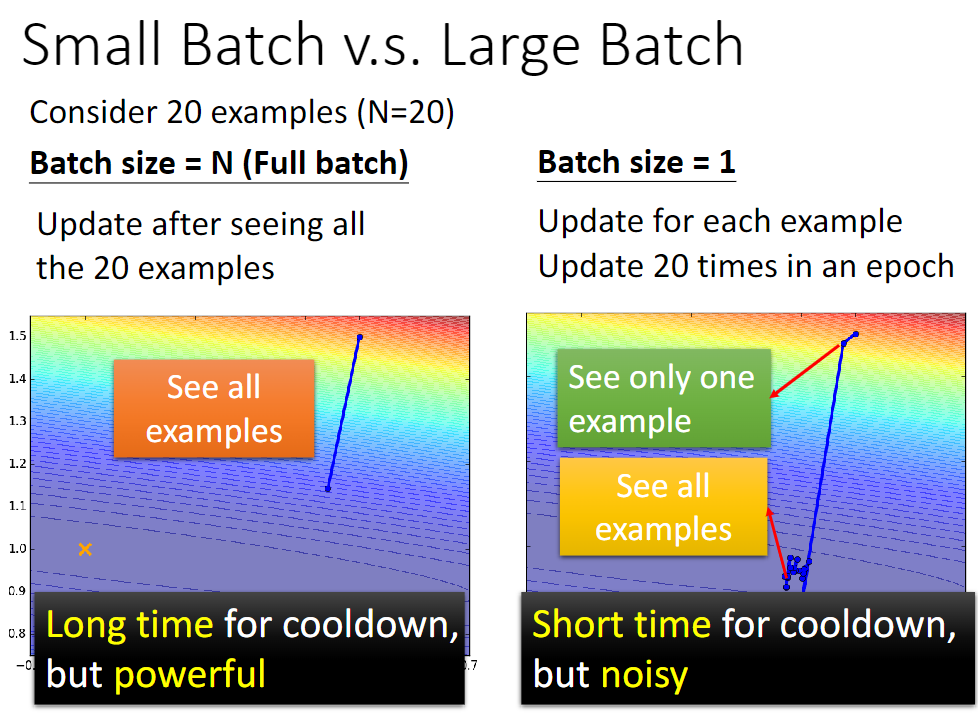 Small Batch v.s. Large Batch
Consider 20 examples (N=20)
Batch size = N (Full batch)
Update after seeing all
the 20 examples
1.5
1.4
1.3
1.2
1.1
1.0
0.9
0.8
−0.
.7
See all
examples
Long time for cooldown,
but powerful
Batch size = 1
Update for each example
Update 20 times in an epoch
See only one
example
See all
examples
Short time for cooldown,
but noisy